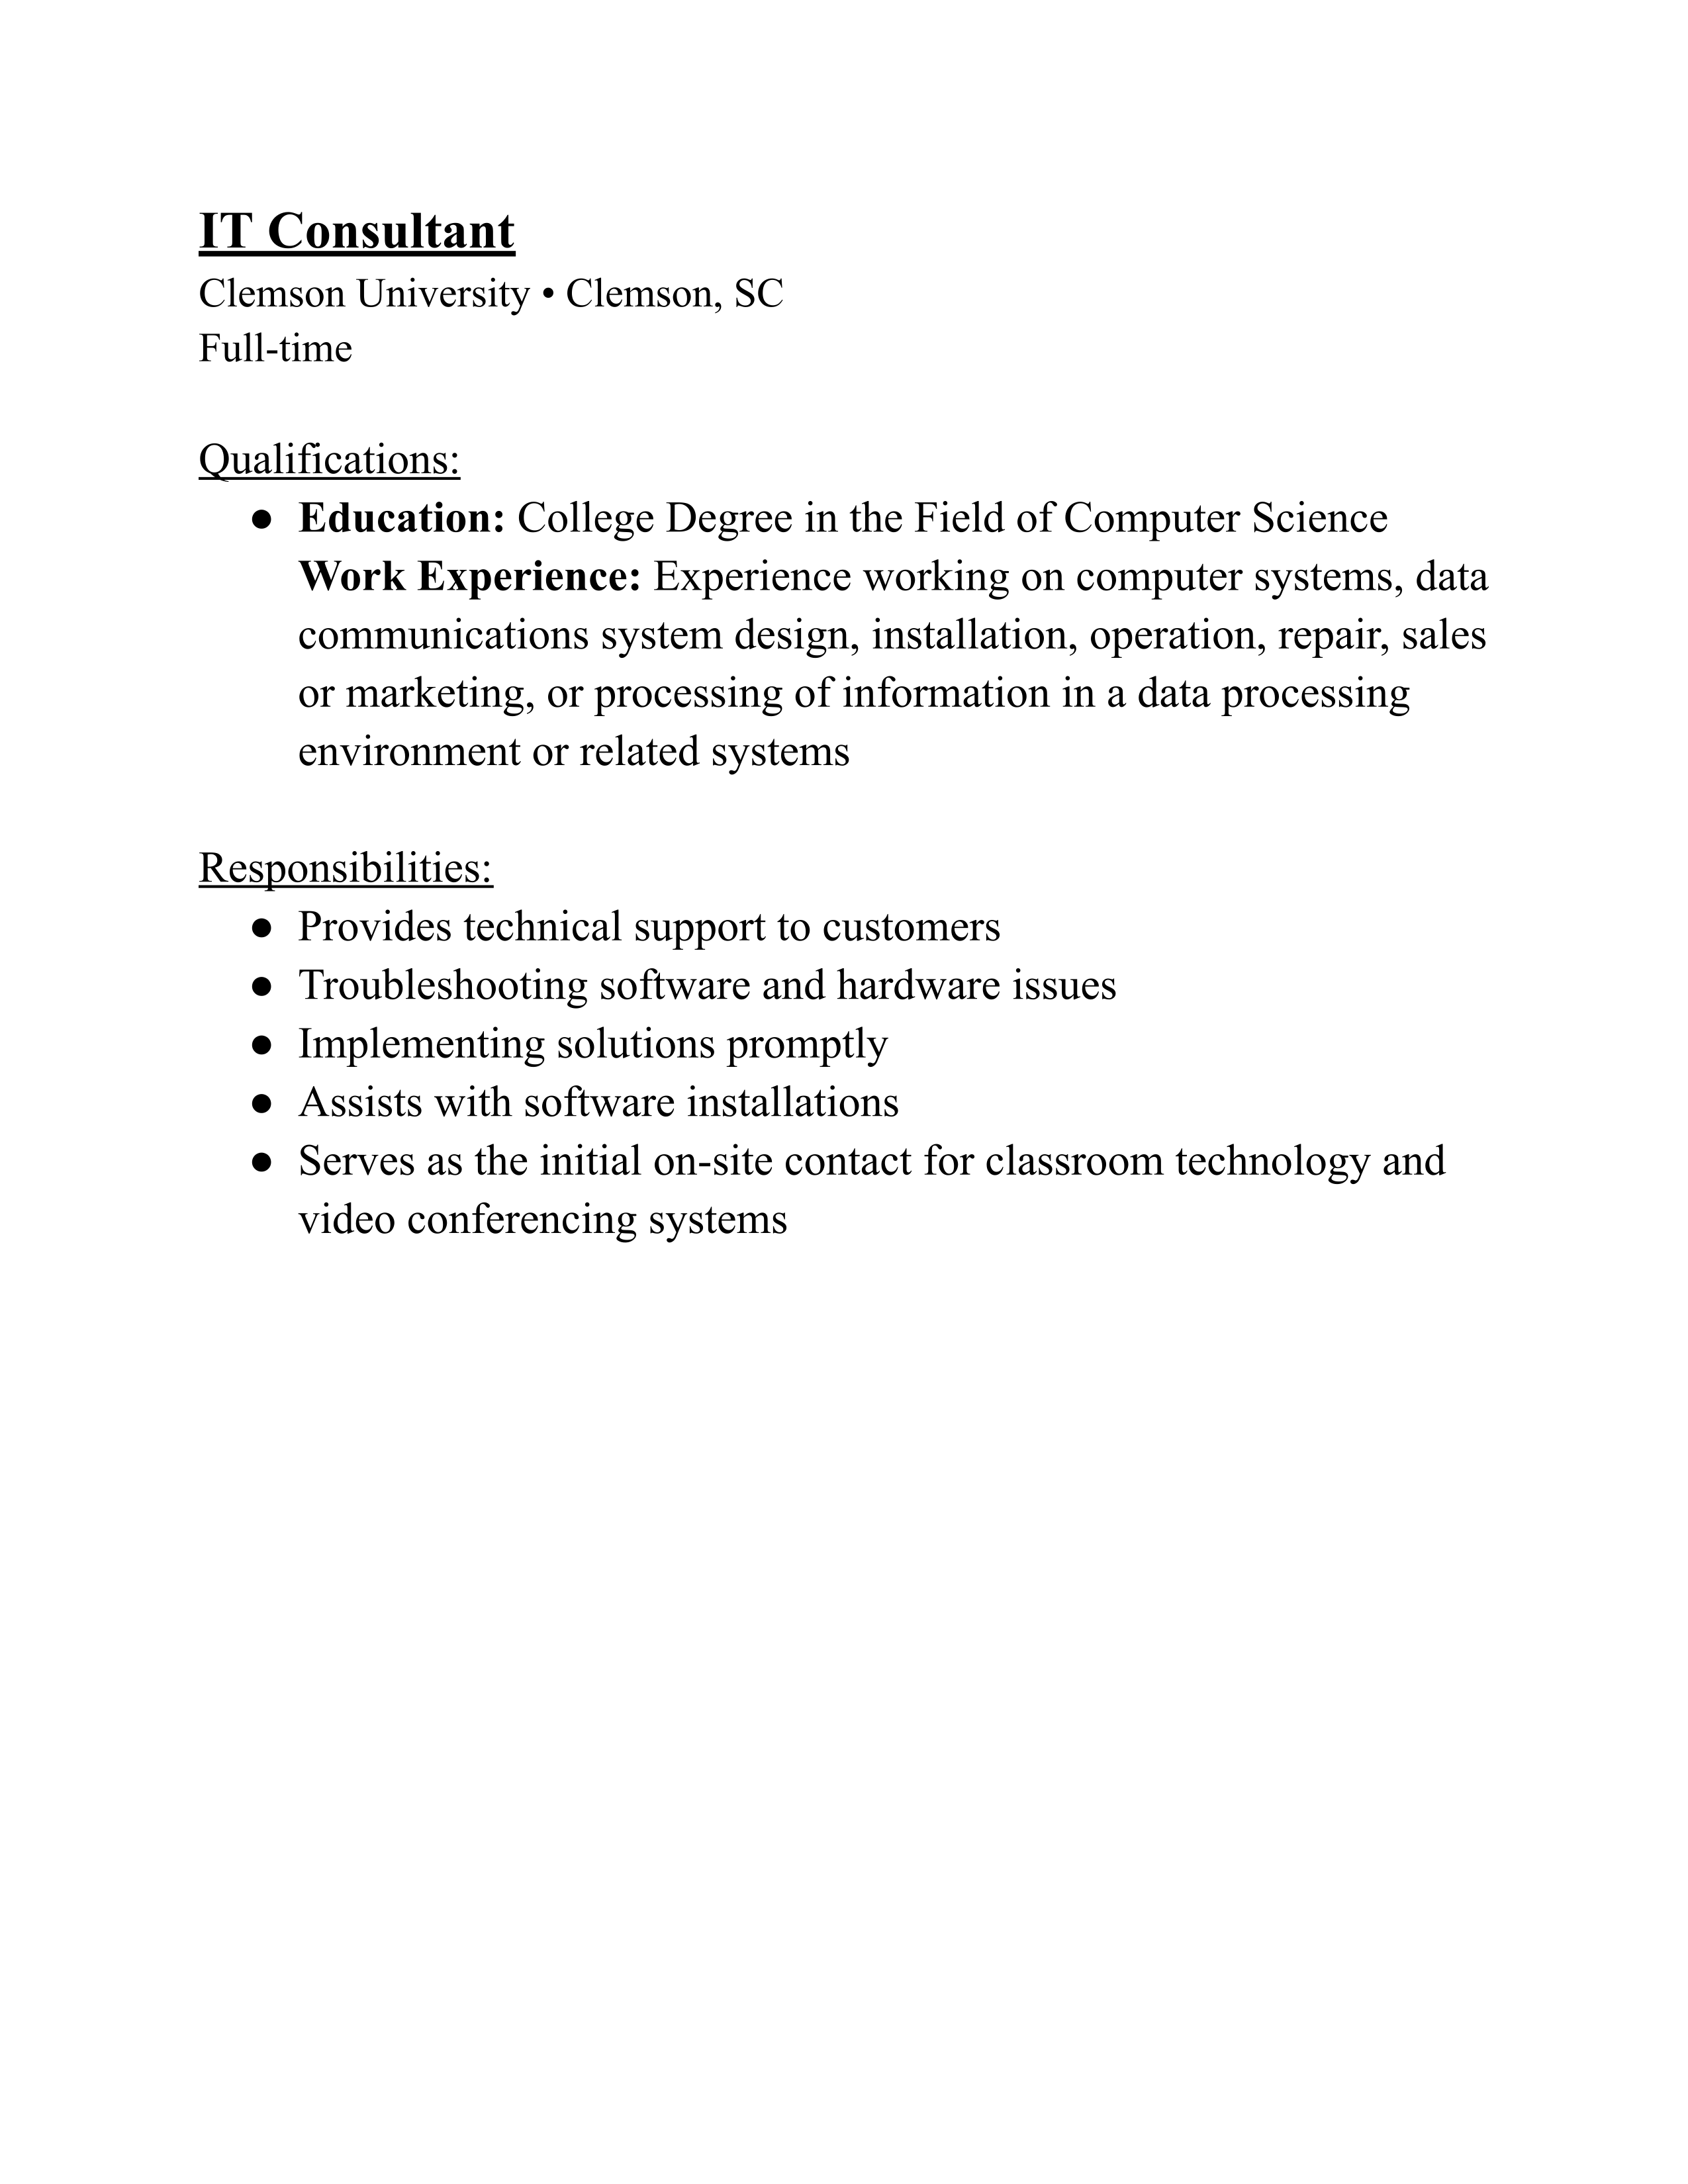 IT Consultant
Clemson University • Clemson, SC
Full-time
Qualifications:
● Education: College Degree in the Field of Computer Science
Work Experience: Experience working on computer systems, data
communications system design, installation, operation, repair, sales
or marketing, or processing of information in a data processing
environment or related systems
Responsibilities:
● Provides technical support to customers
● Troubleshooting software and hardware issues
● Implementing solutions promptly
● Assists with software installations
● Serves as the initial on-site contact for classroom technology and
video conferencing systems